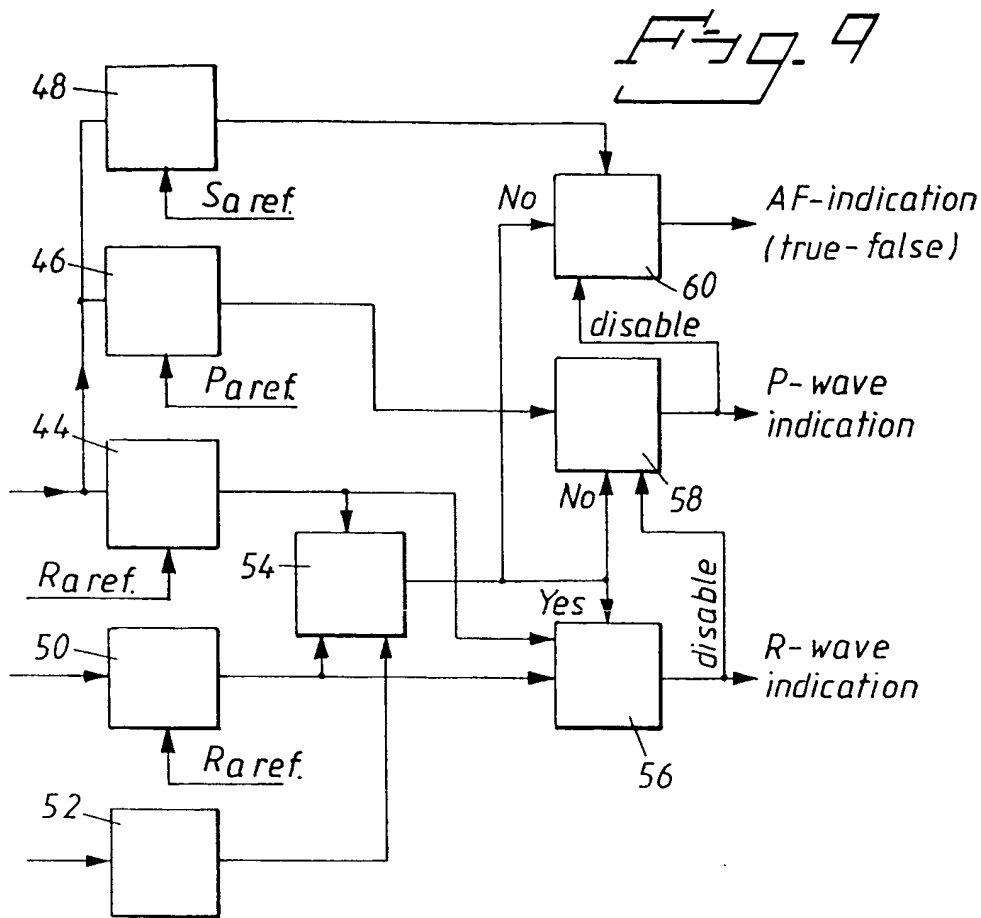 Fig. 9
48
Sa ref.
No
AF-indication
(true-false)
46
60
disable
Pa ref.
P-wave
indication
44
58
No
54
Ra ref.
Yes
disable
50
R-wave
indication
Ra ref.
56
52